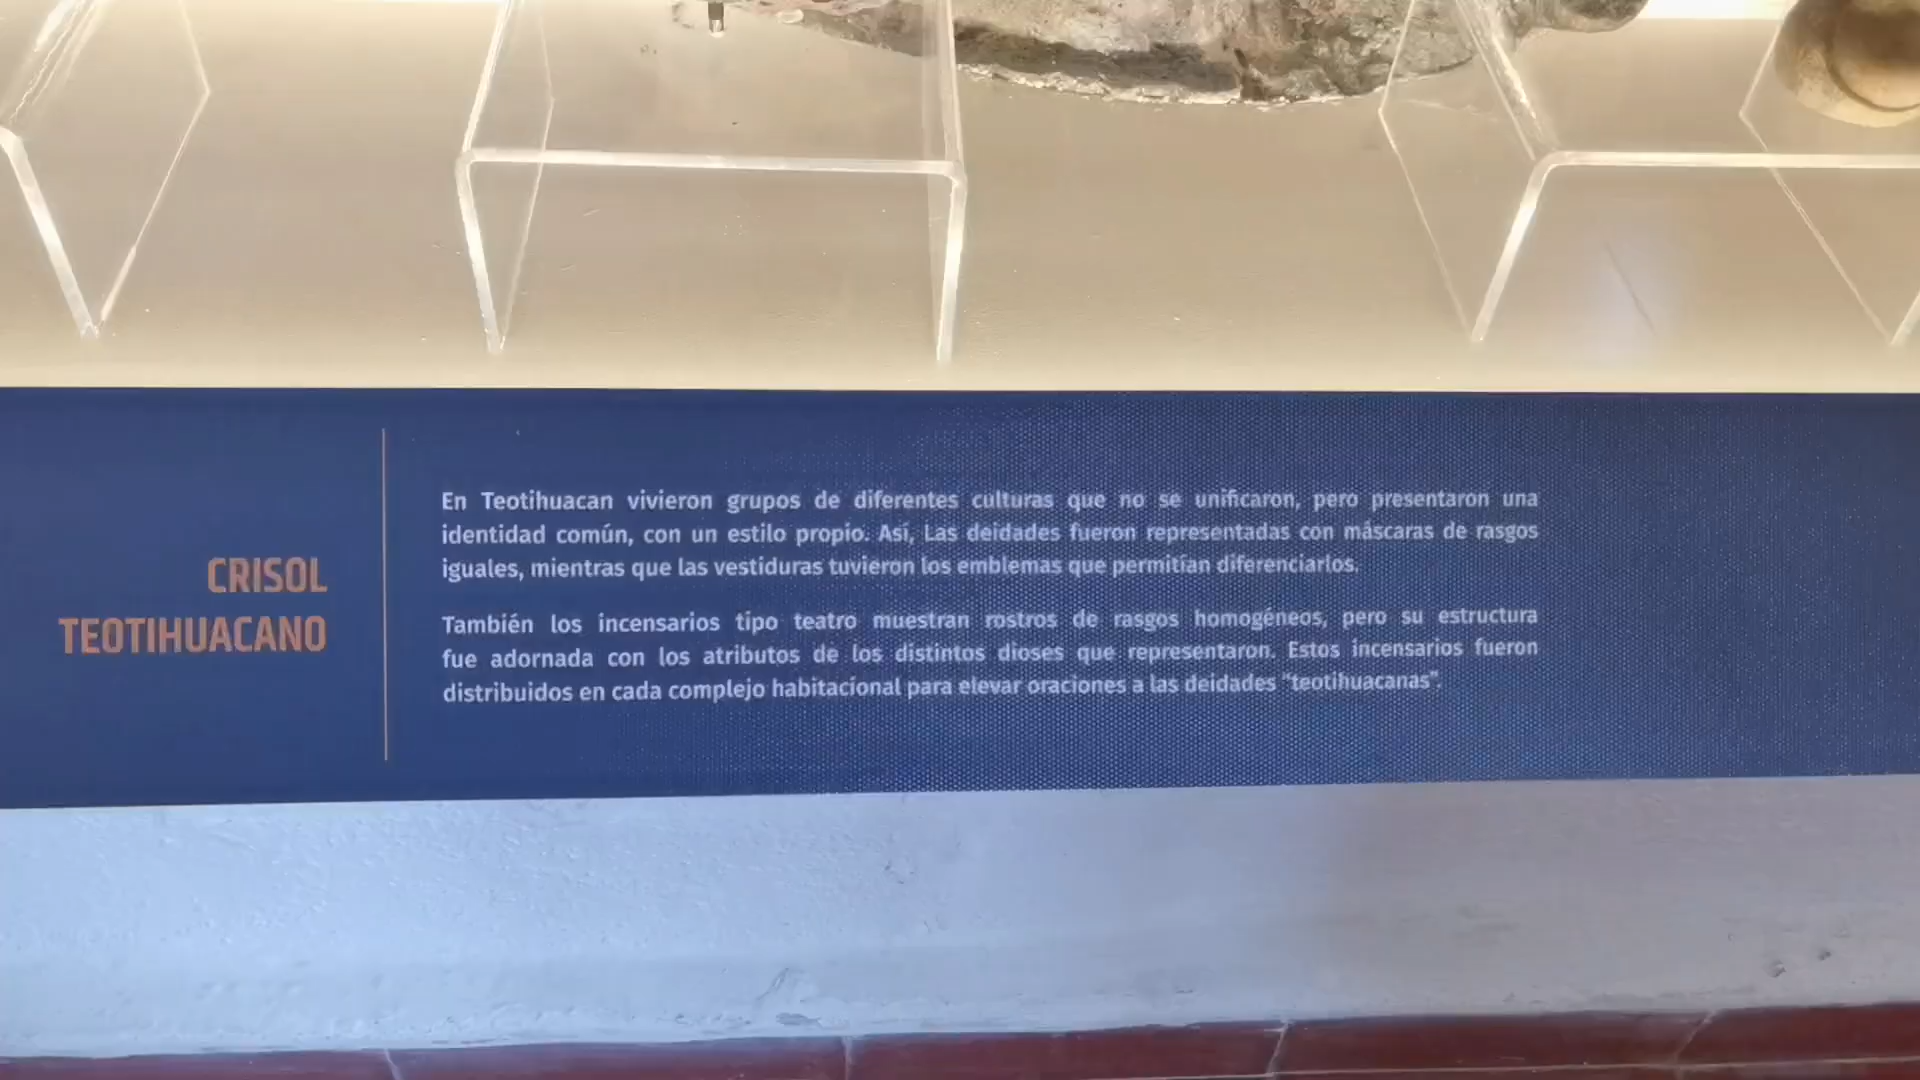 CRISOL
TEOTIHUACANO
En Teotihuacan vivieron grupos de diferentes culturas que no se unificaron, pero presentaron una
identidad común, con un estilo propio. Así, Las deidades fueron representadas con máscaras de rasgos
iguales, mientras que las vestiduras tuvieron los emblemas que permitían diferenciarlos.
También los incensarios tipo teatro muestran rostros de rasgos homogéneos, pero su estructura
fue adornada con los atributos de los distintos dioses que representaron. Estos incensarios fueron
distribuidos en cada complejo habitacional para elevar oraciones a las deidades “teotihuacanas”.